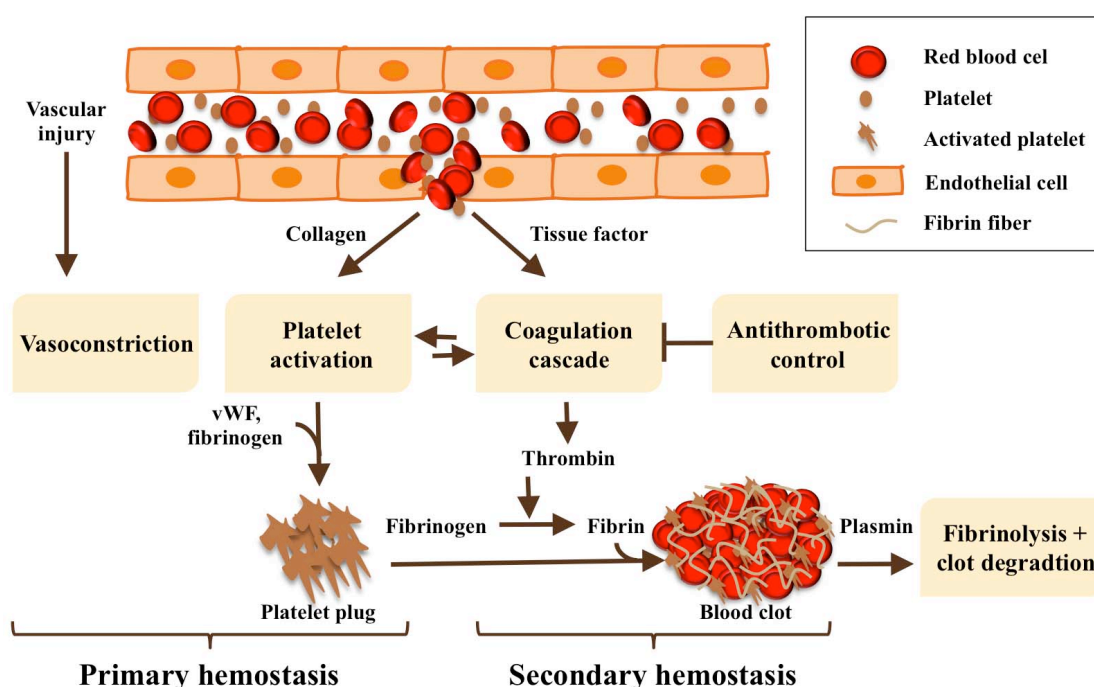 Red blood cel
Platelet
Activated platelet
Endothelial cell
Fibrin fiber
Vascular
injury
Collagen
Tissue factor
Vasoconstriction
Platelet
activation
Coagulation
cascade
Antithrombotic
control
vWF,
fibrinogen
Thrombin
Fibrinogen
Fibrin
Plasmin
Fibrinolysis +
clot degradtion
Platelet plug
Blood clot
Primary hemostasis
Secondary hemostasis